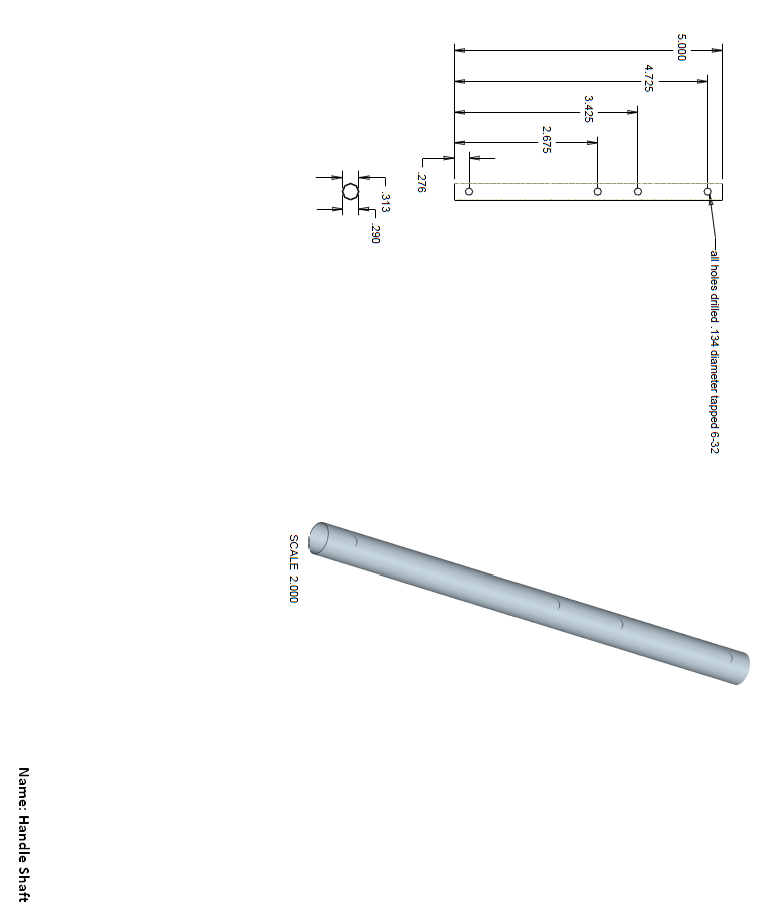 5.000
4.725
3.425
2.675
.276
.313
.290
all holes drilled .134 diameter tapped 6-32
SCALE 2.000
Name: Handle Shaft